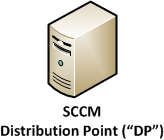 SCCM
Distribution Point (“DP”)